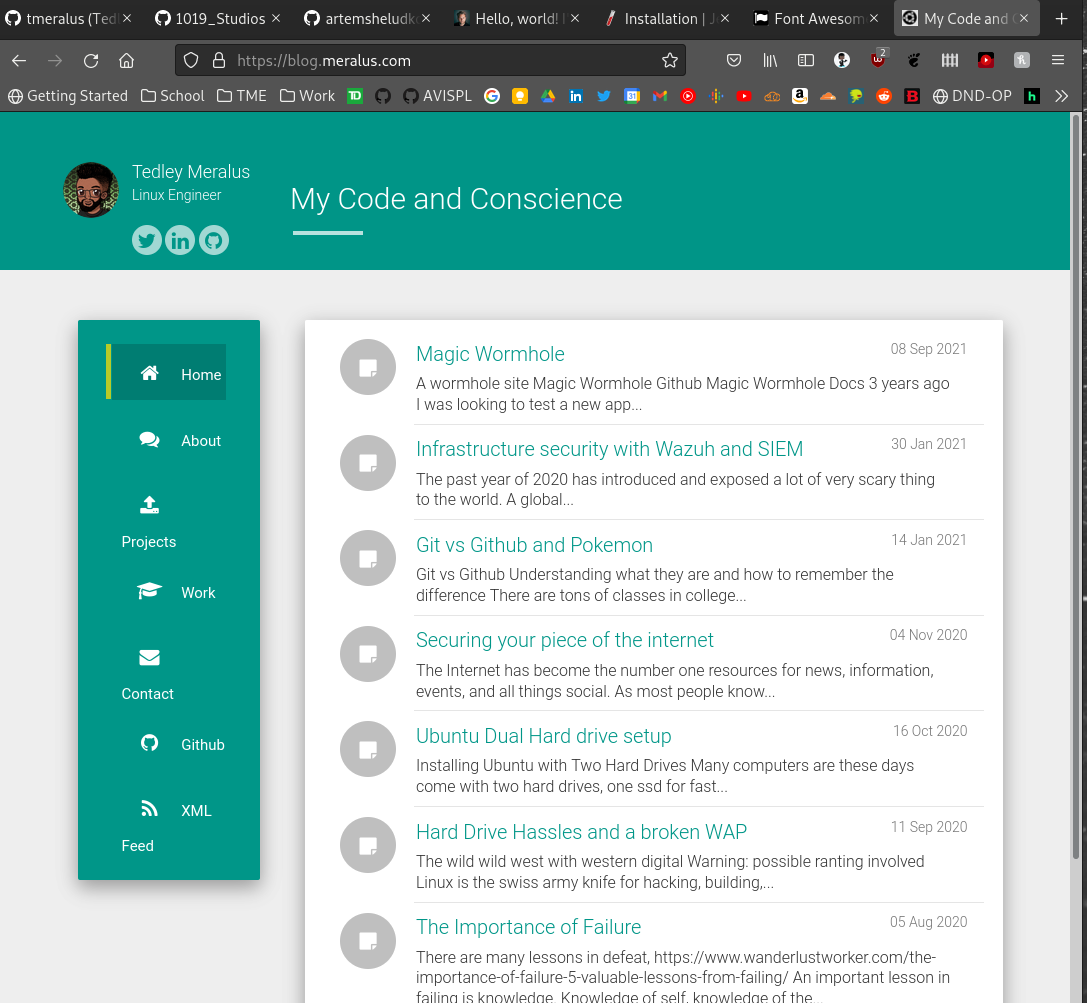 tmeralus (Ted
1019_Studios
artemsheludk
Hello, world! |
Installation | J
Font Awesom
My Code and C
2
https://blog.meralus.com
Getting Started School TME Work AVISPL DND-OP
Tedley Meralus
Linux Engineer
My Code and Conscience
Home
About
Projects
Work
Contact
Github
XML
Feed
Magic Wormhole
08 Sep 2021
A wormhole site Magic Wormhole Github Magic Wormhole Docs 3 years ago
I was looking to test a new app...
Infrastructure security with Wazuh and SIEM
30 Jan 2021
The past year of 2020 has introduced and exposed a lot of very scary thing
to the world. A global...
Git vs Github and Pokemon
14 Jan 2021
Git vs Github Understanding what they are and how to remember the
difference There are tons of classes in college...
Securing your piece of the internet
04 Nov 2020
The Internet has become the number one resources for news, information,
events, and all things social. As most people know...
Ubuntu Dual Hard drive setup
16 Oct 2020
Installing Ubuntu with Two Hard Drives Many computers are these days
come with two hard drives, one ssd for fast...
Hard Drive Hassles and a broken WAP
11 Sep 2020
The wild wild west with western digital Warning: possible ranting involved
Linux is the swiss army knife for hacking, building,...
The Importance of Failure
05 Aug 2020
There are many lessons in defeat, https://www.wanderlustworker.com/the-
importance-of-failure-5-valuable-lessons-from-failing/ An important lesson in
failing is knowledge. Knowledge of self, knowledge of the...